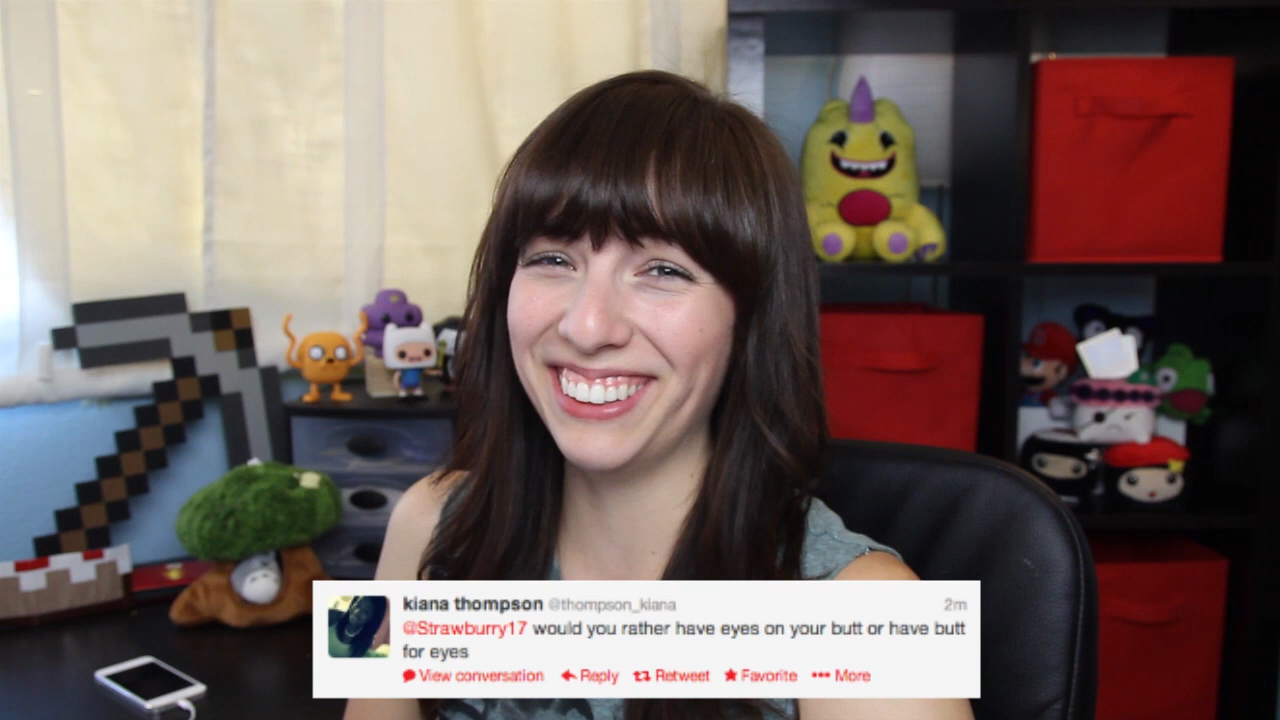 kiana thompson @thompson_kiana 2m
@Strawburry17 would you rather have eyes on your butt or have butt
for eyes
View conversation Reply Retweet Favorite More